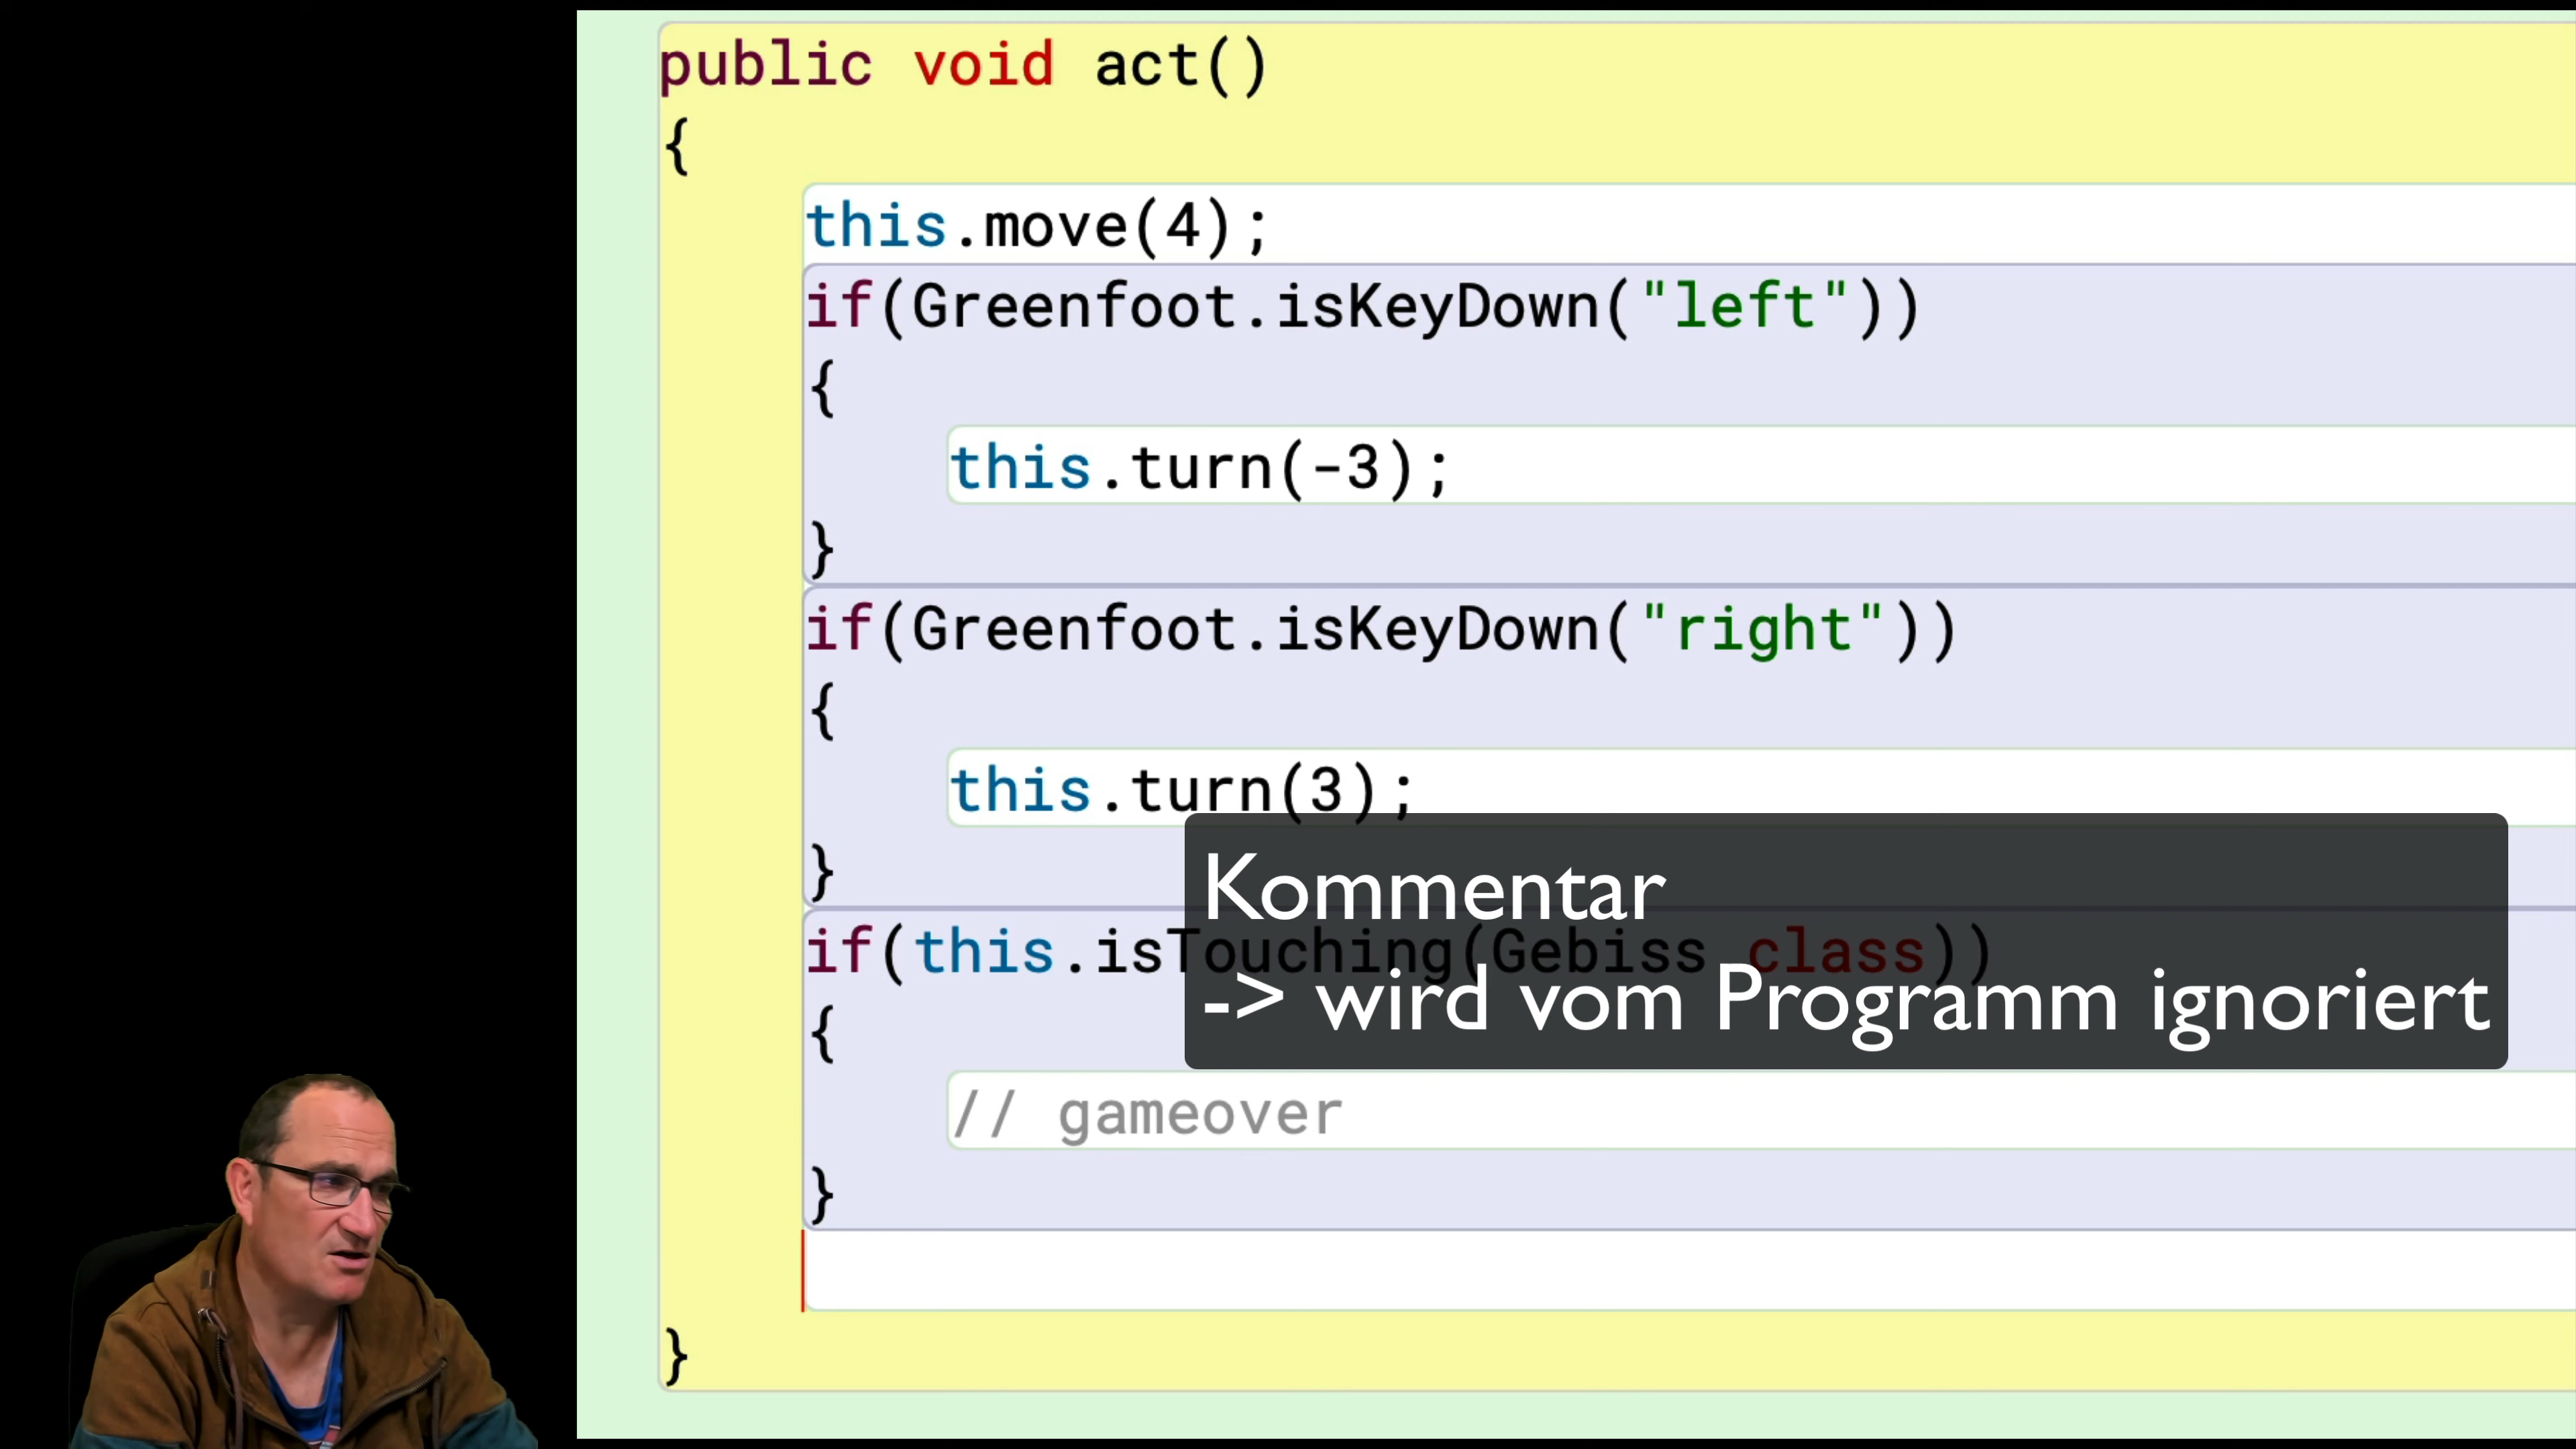 public void act()
{
this.move(4);
if(Greenfoot.isKeyDown("left"))
{
this.turn(-3);
}
if(Greenfoot.isKeyDown("right"))
{
this.turn(3);
}
if(this.isTouching(Gebiss.class))
{
// gameover
}
}
Kommentar
-> wird vom Programm ignoriert